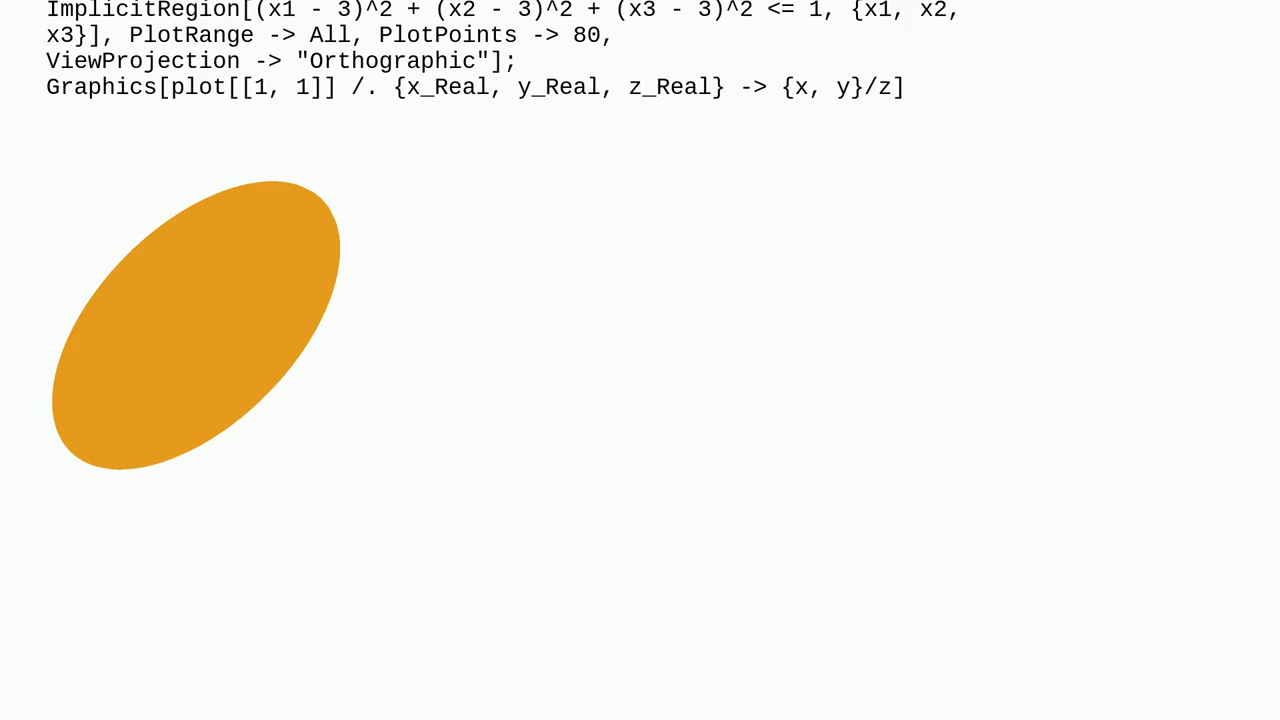 ImplicitRegion[(x1 - 3)^2 + (x2 - 3)^2 + (x3 - 3)^2 <= 1, {x1, x2,
x3}], PlotRange -> All, PlotPoints -> 80,
ViewProjection -> "Orthographic"];
Graphics[plot[[1, 1]] /. {x_Real, y_Real, z_Real} -> {x, y}/z]